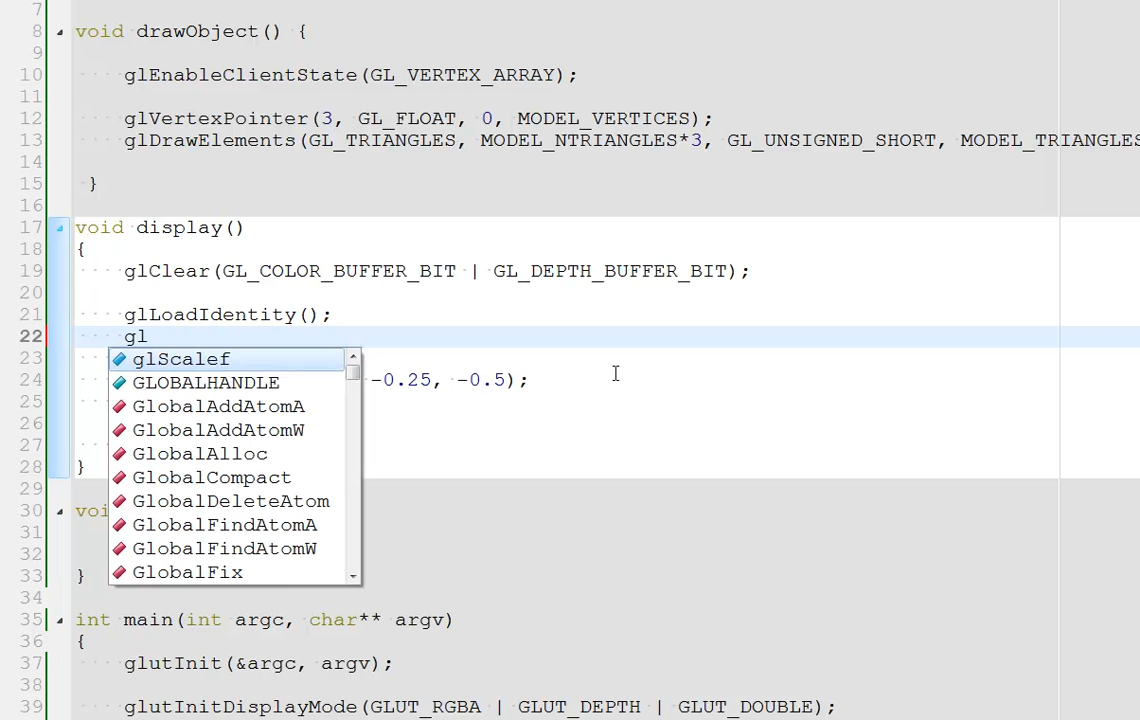 7
8 void drawObject() {
9
10 glEnableClientState(GL_VERTEX_ARRAY);
11
12 glVertexPointer(3, GL_FLOAT, 0, MODEL_VERTICES);
13 glDrawElements(GL_TRIANGLES, MODEL_NTRIANGLES*3, GL_UNSIGNED_SHORT, MODEL_TRIANGLES
14
15 }
16
17 void display()
18 {
19 glClear(GL_COLOR_BUFFER_BIT | GL_DEPTH_BUFFER_BIT);
20
21 glLoadIdentity();
22 gl
23 glScalef
24 GLOBALHANDLE -0.25, -0.5);
25 GlobalAddAtomA
26 GlobalAddAtomW
27 GlobalAlloc
28 } GlobalCompact
29 GlobalDeleteAtom
30 voi GlobalFindAtomA
31
32 GlobalFindAtomW
33 } GlobalFix
34
35 int main(int argc, char** argv)
36 {
37 glutInit(&argc, argv);
38
39 glutInitDisplayMode(GLUT_RGBA | GLUT_DEPTH | GLUT_DOUBLE);